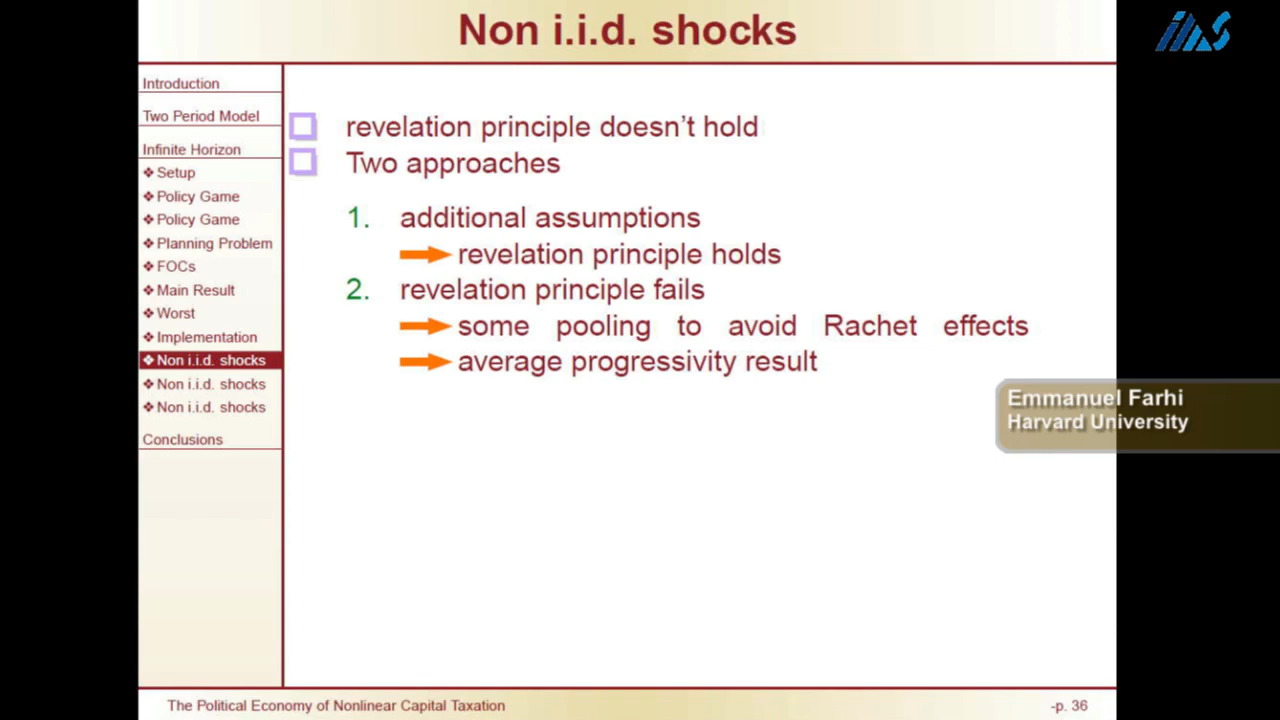 Non i.i.d. shocks
Introduction
Two Period Model
Infinite Horizon
❖ Setup
❖ Policy Game
❖ Policy Game
❖ Planning Problem
❖ FOCs
❖ Main Result
❖ Worst
❖ Implementation
❖ Non i.i.d. shocks
❖ Non i.i.d. shocks
❖ Non i.i.d. shocks
Conclusions
revelation principle doesn't hold
Two approaches
1. additional assumptions
revelation principle holds
2. revelation principle fails
some pooling to avoid Rachet effects
average progressivity result
Emmanuel Farhi
Harvard University
The Political Economy of Nonlinear Capital Taxation
-p. 36